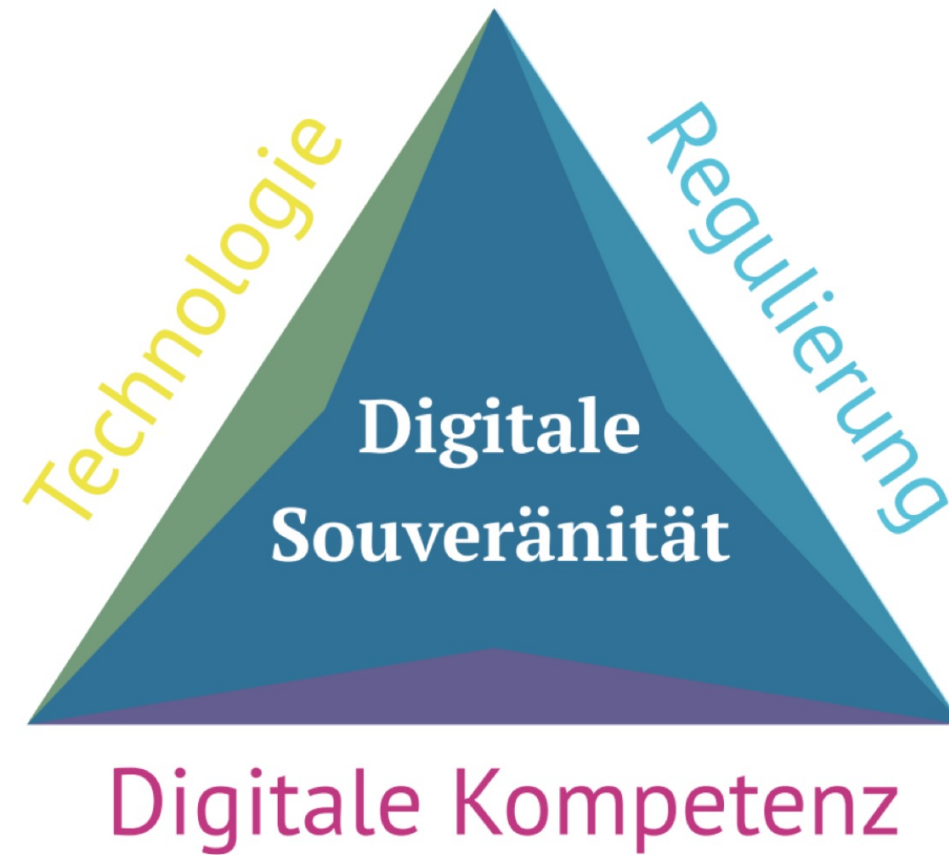 Technologie
Regulierung
Digitale
Souveränität
Digitale Kompetenz